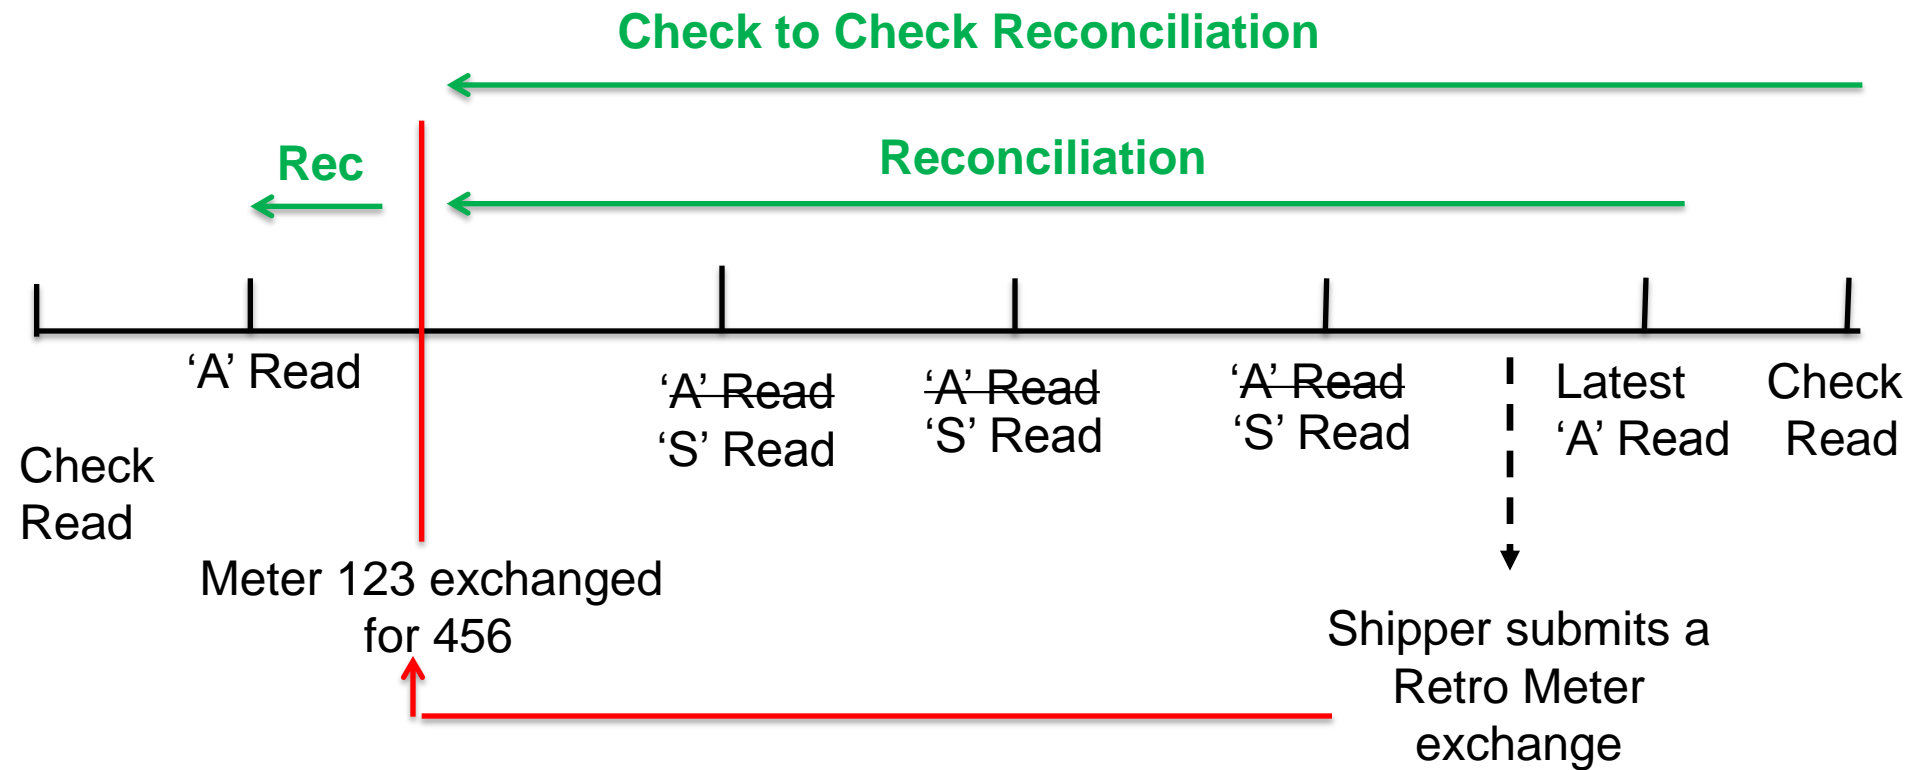 Check to Check Reconciliation
Rec
Reconciliation
‘A’ Read
‘A’ Read
‘S’ Read
‘A’ Read
‘S’ Read
‘A’ Read
‘S’ Read
Latest
‘A’ Read
Check
Read
Check
Read
Meter 123 exchanged
for 456
Shipper submits a
Retro Meter
exchange